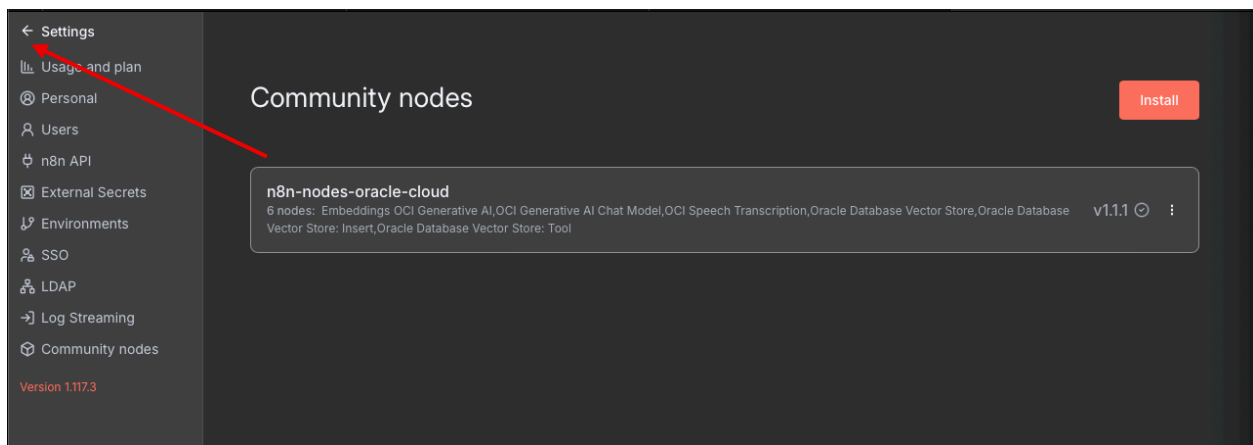 Settings
Usage and plan
Personal
Users
n8n API
External Secrets
Environments
SSO
LDAP
Log Streaming
Community nodes
Version 1.117.3
Community nodes
Install
n8n-nodes-oracle-cloud
6 nodes: Embeddings OCI Generative AI,OCI Generative AI Chat Model,OCI Speech Transcription,Oracle Database Vector Store,Oracle Database
Vector Store: Insert,Oracle Database Vector Store: Tool
v1.1.1